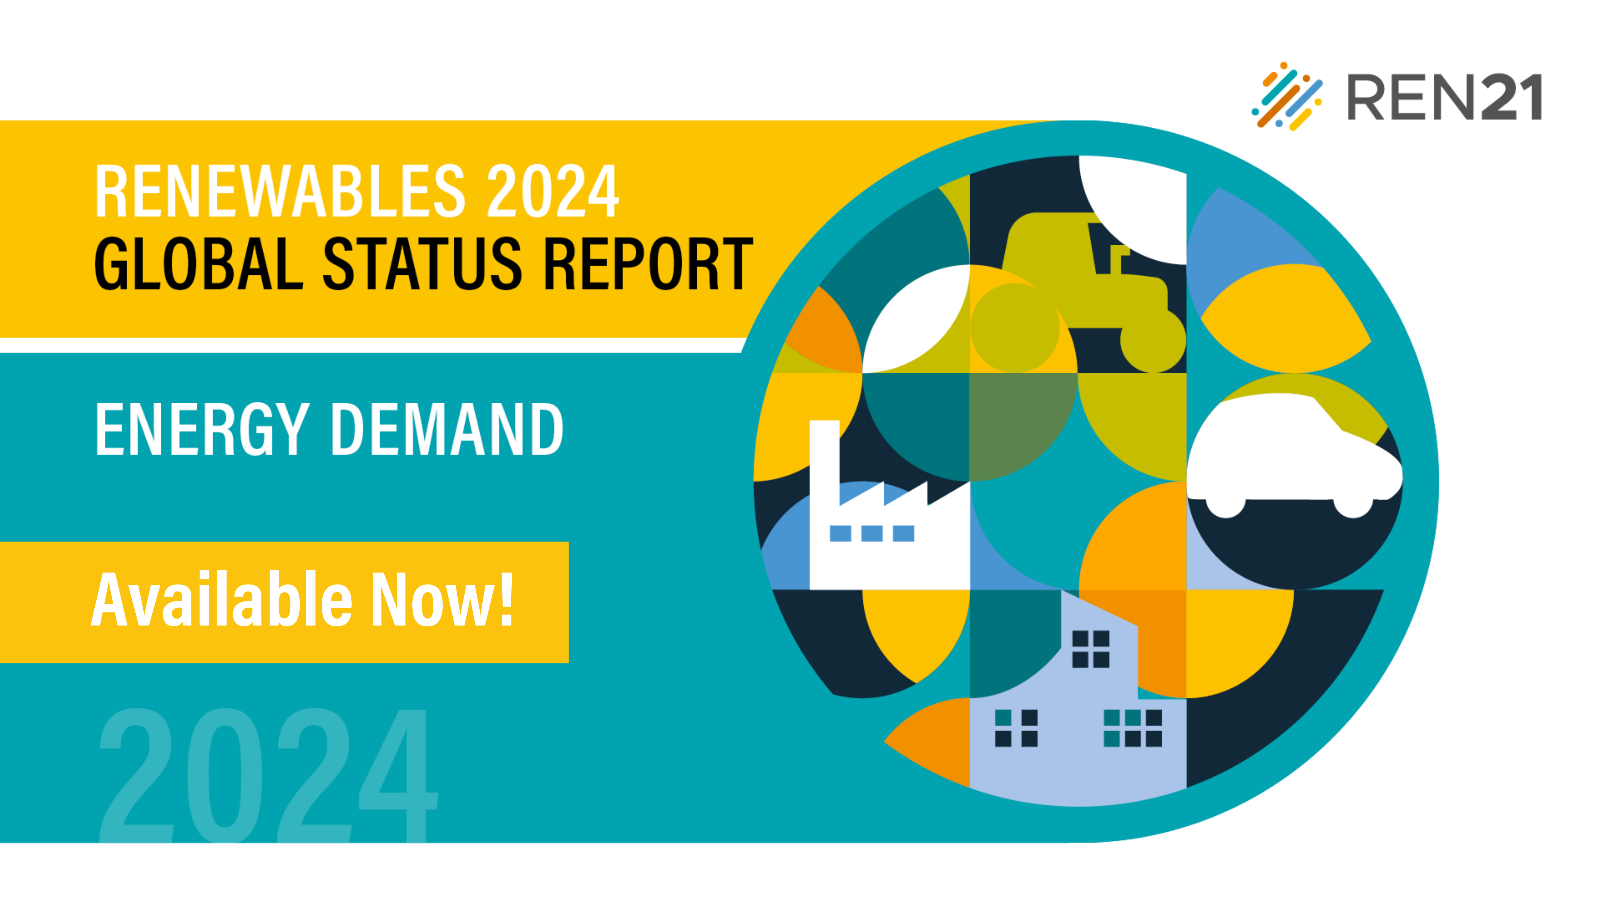 REN21
RENEWABLES 2024
GLOBAL STATUS REPORT
ENERGY DEMAND
Available Now!
2024